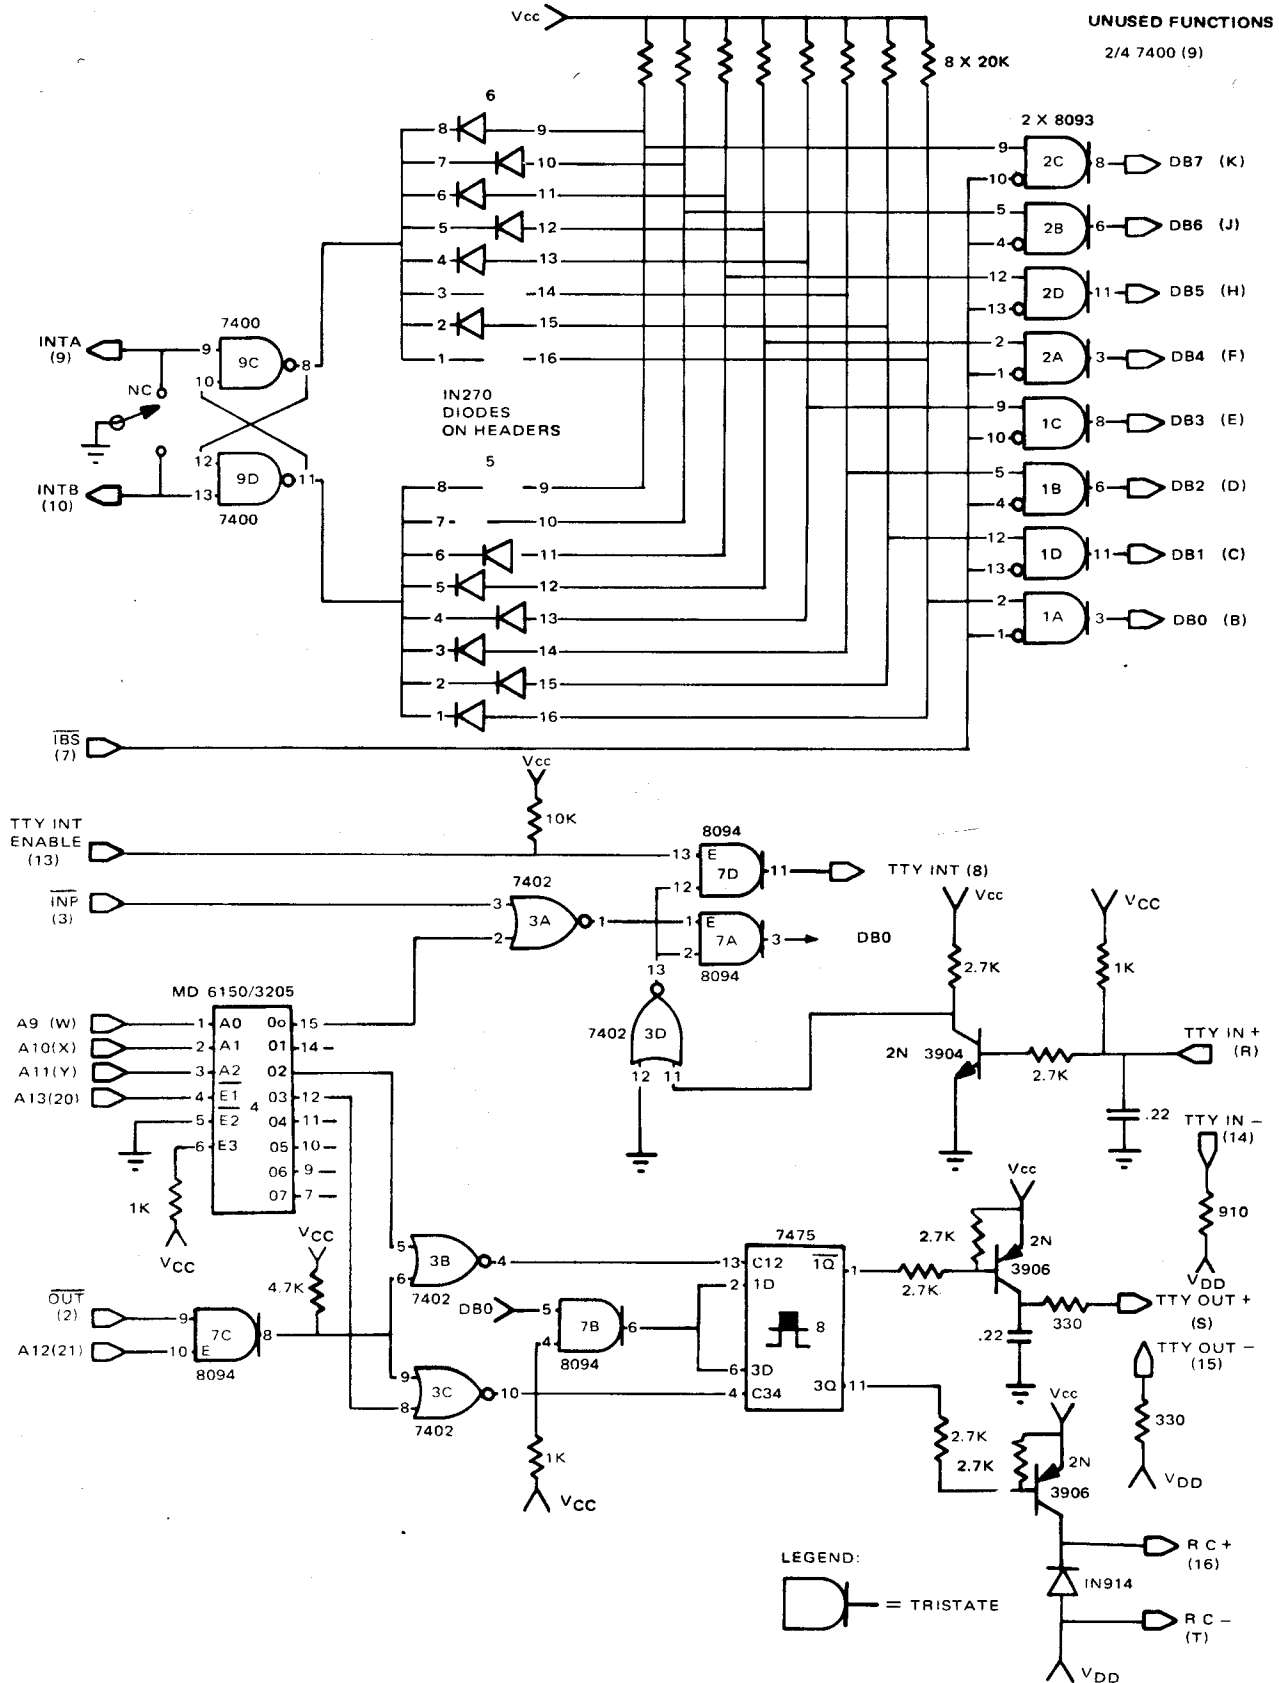 Vcc
UNUSED FUNCTIONS
2/4 7400 (9)
8 X 20K
6
2 X 8093
8 9
7 10
6 11
5 12
4 13
3 14
2 15
1 16
9 2C 8 DB7 (K)
10
5 2B 6 DB6 (J)
4
12 2D 11 DB5 (H)
13
2 2A 3 DB4 (F)
1
9 1C 8 DB3 (E)
10
5 1B 6 DB2 (D)
4
12 1D 11 DB1 (C)
13
2 1A 3 DB0 (B)
1
7400
INTA
(9)
9 9C 8
10
NC
12 9D 11
13
INTB
(10)
7400
IN270
DIODES
ON HEADERS
5
8 9
7 10
6 11
5 12
4 13
3 14
2 15
1 16
IBS
(7)
Vcc
10K
TTY INT
ENABLE
(13)
8094
13 E 7D 11
12
TTY INT (8)
INP
(3)
7402
3 3A 1
2
1 E 7A 3 DB0
2
8094
13
7402 3D
12 11
Vcc
2.7K
VCC
1K
2N 3904
2.7K
TTY IN +
(R)
.22
TTY IN –
(14)
910
VDD
MD 6150/3205
A9 (W) 1 A0 0o 15
A10(X) 2 A1 01 14
A11(Y) 3 A2 02
A13(20) 4 E1 03 12
4
5 E2 04 11
6 E3 05 10
06 9
07 7
1K
VCC
VCC
4.7K
OUT
(2)
9 7C 8
A12(21) 10 E
8094
5 3B 4
6
7402
9 3C 10
8
7402
DB0 5 7B 6
4
8094
1K
VCC
7475
13 C12 1Q 1
2 1D
8
6 3D
4 C34 3Q 11
2.7K
2.7K
Vcc
2N
3906
330
TTY OUT +
(S)
.22
TTY OUT –
(15)
330
VDD
2.7K
2.7K
Vcc
2N
3906
R C +
(16)
IN914
R C –
(T)
VDD
LEGEND:
= TRISTATE